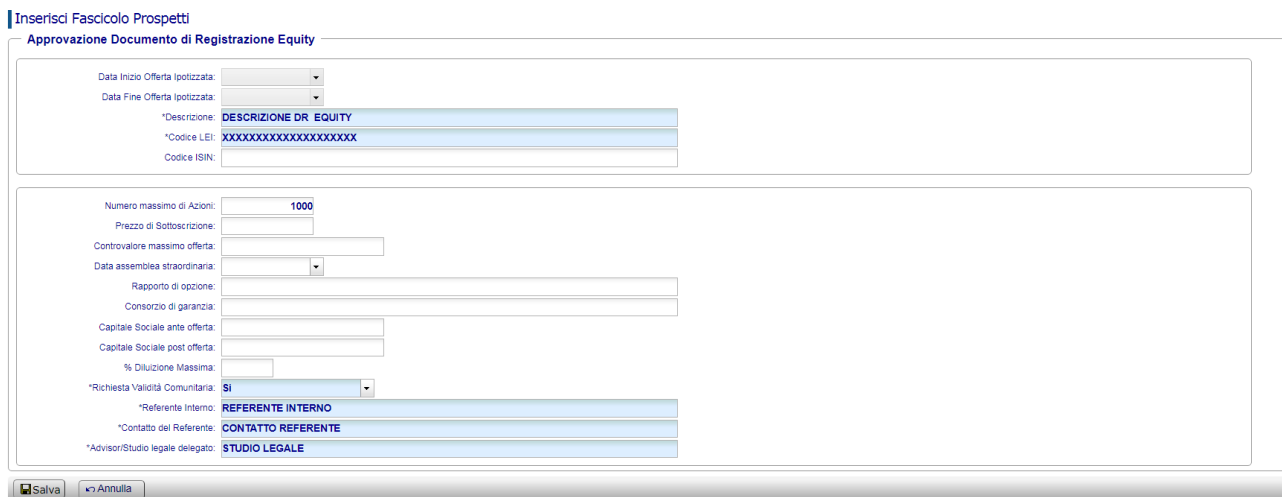 Inserisci Fascicolo Prospetti
Approvazione Documento di Registrazione Equity
Data Inizio Offerta Ipotizzata:
Data Fine Offerta Ipotizzata:
*Descrizione: DESCRIZIONE DR EQUITY
*Codice LEI: XXXXXXXXXXXXXXXXXXXX
Codice ISIN:
Numero massimo di Azioni: 1000
Prezzo di Sottoscrizione:
Controvalore massimo offerta:
Data assemblea straordinaria:
Rapporto di opzione:
Consorzio di garanzia:
Capitale Sociale ante offerta:
Capitale Sociale post offerta:
% Diluizione Massima:
*Richiesta Validità Comunitaria: Si
*Referente Interno: REFERENTE INTERNO
*Contatto del Referente: CONTATTO REFERENTE
*Advisor/Studio legale delegato: STUDIO LEGALE
Salva Annulla